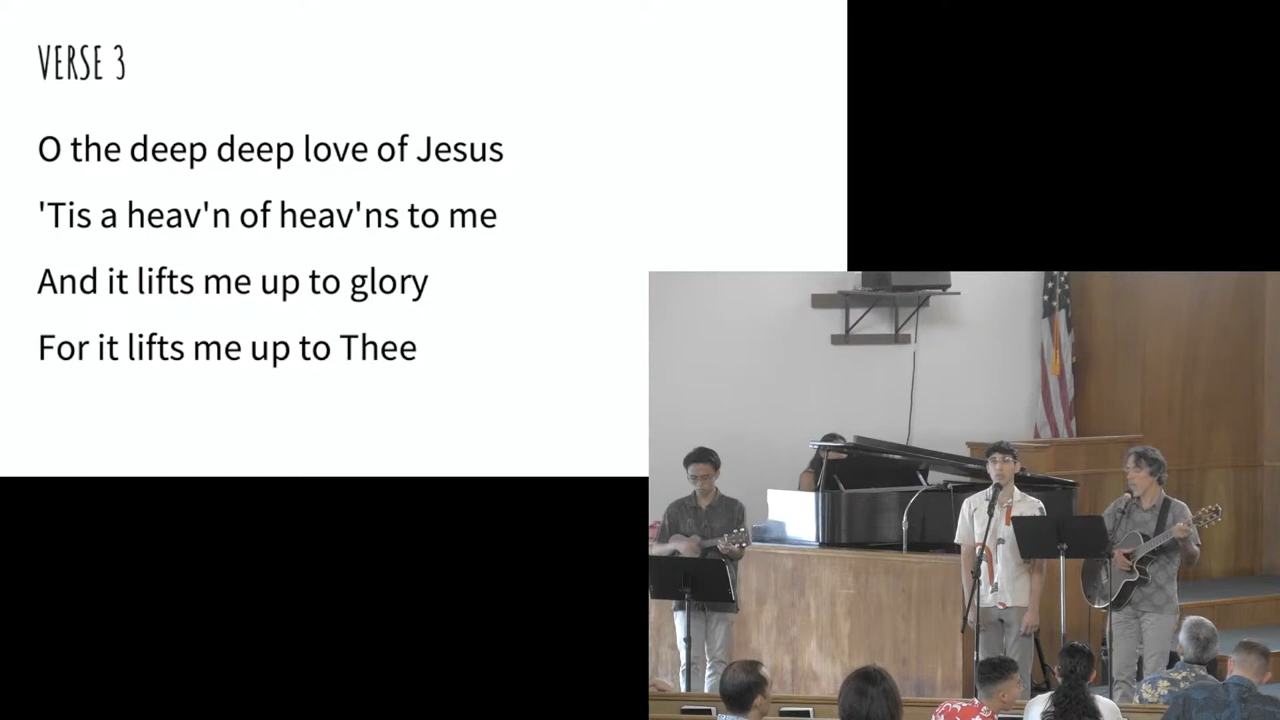 VERSE 3
O the deep deep love of Jesus
'Tis a heav'n of heav'ns to me
And it lifts me up to glory
For it lifts me up to Thee